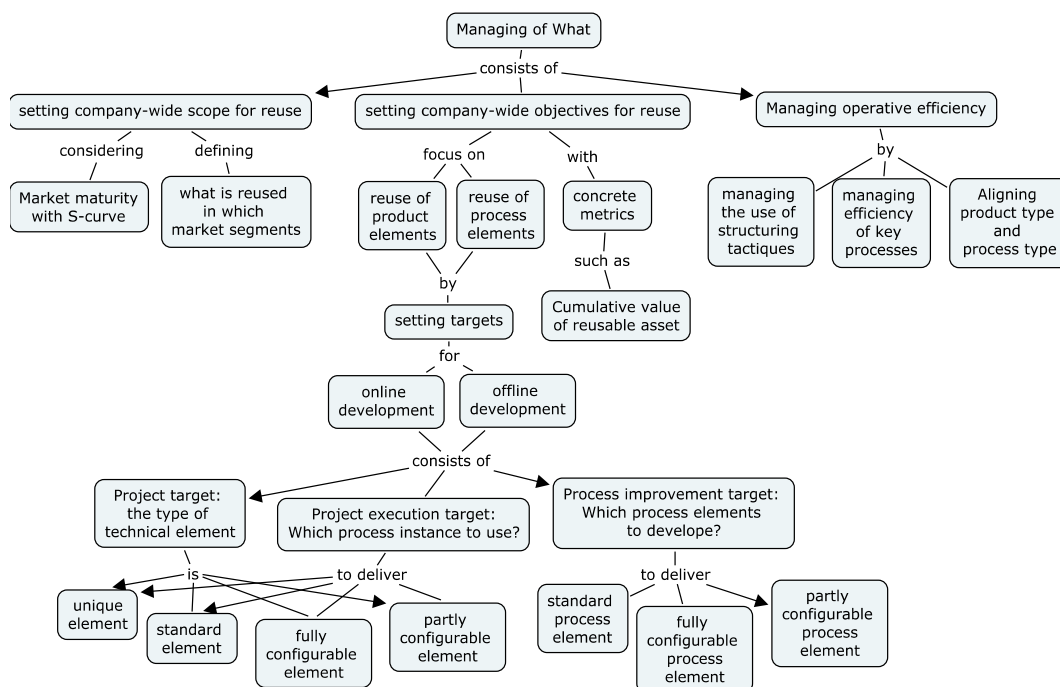 Managing of What
consists of
setting company-wide scope for reuse
setting company-wide objectives for reuse
Managing operative efficiency
considering
defining
focus on
with
by
Market maturity
with S-curve
what is reused
in which
market segments
reuse of
product
elements
reuse of
process
elements
concrete
metrics
managing
the use of
structuring
tactiques
managing
efficiency
of key
processes
Aligning
product type
and
process type
such as
by
Cumulative value
of reusable asset
setting targets
for
online
development
offline
development
consists of
Project target:
the type of
technical element
Project execution target:
Which process instance to use?
Process improvement target:
Which process elements
to develope?
is
to deliver
to deliver
unique
element
standard
element
fully
configurable
element
partly
configurable
element
standard
process
element
fully
configurable
process
element
partly
configurable
process
element